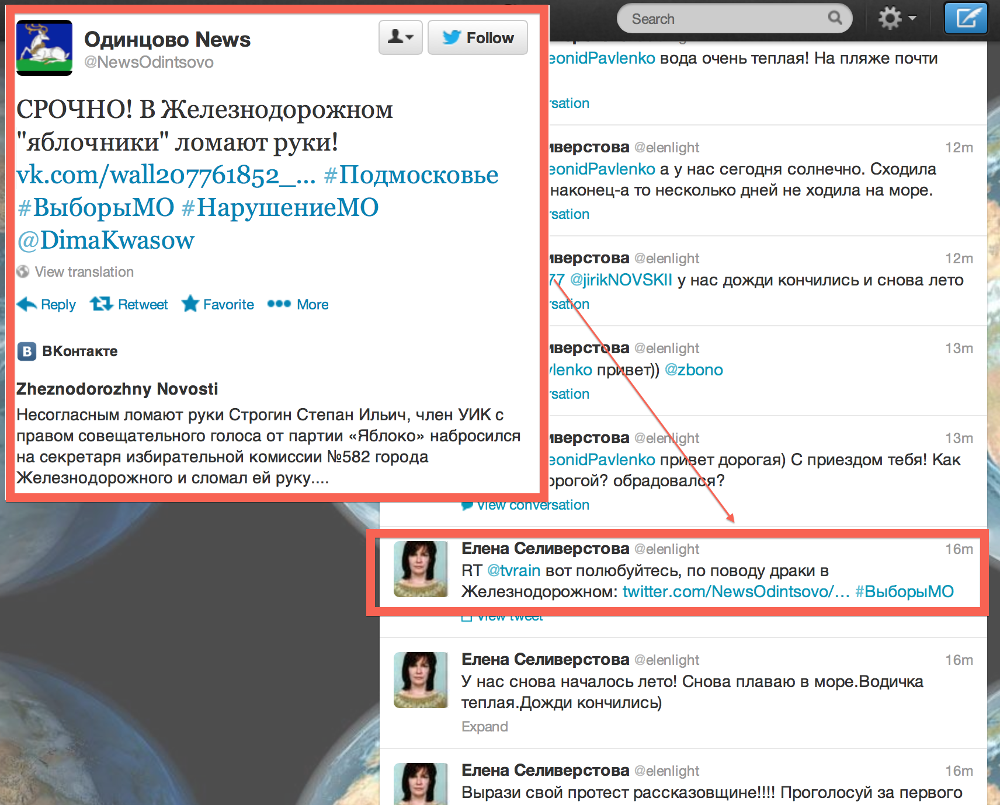 Одинцово News
@NewsOdintsovo
Follow
СРОЧНО! В Железнодорожном
"яблочники" ломают руки!
vk.com/wall207761852_... #Подмосковье
#ВыборыМО #НарушениеМО
@DimaKwasow
View translation
Reply Retweet Favorite More
В ВКонтакте
Zheznodorozhny Novosti
Несогласным ломают руки Строгин Степан Ильич, член УИК с
правом совещательного голоса от партии «Яблоко» набросился
на секретаря избирательной комиссии №582 города
Железнодорожного и сломал ей руку....
Search
eonidPavlenko вода очень теплая! На пляже почти
rsation
иверстова @elenlight 12m
eonidPavlenko а у нас сегодня солнечно. Сходила
наконец-а то несколько дней не ходила на море.
rsation
иверстова @elenlight 12m
77 @jirikNOVSKII у нас дожди кончились и снова лето
rsation
иверстова @elenlight 13m
vlenko привет)) @zbono
rsation
иверстова @elenlight 13m
eonidPavlenko привет дорогая) С приездом тебя! Как
орогой? обрадовался?
View conversation
Елена Селиверстова @elenlight 16m
RT @tvrain вот полюбуйтесь, по поводу драки в
Железнодорожном: twitter.com/NewsOdintsovo/... #ВыборыМО
View tweet
Елена Селиверстова @elenlight 16m
У нас снова началось лето! Снова плаваю в море.Водичка
теплая.Дожди кончились)
Expand
Елена Селиверстова @elenlight 16m
Вырази свой протест рассказовщине!!!! Проголосуй за первого